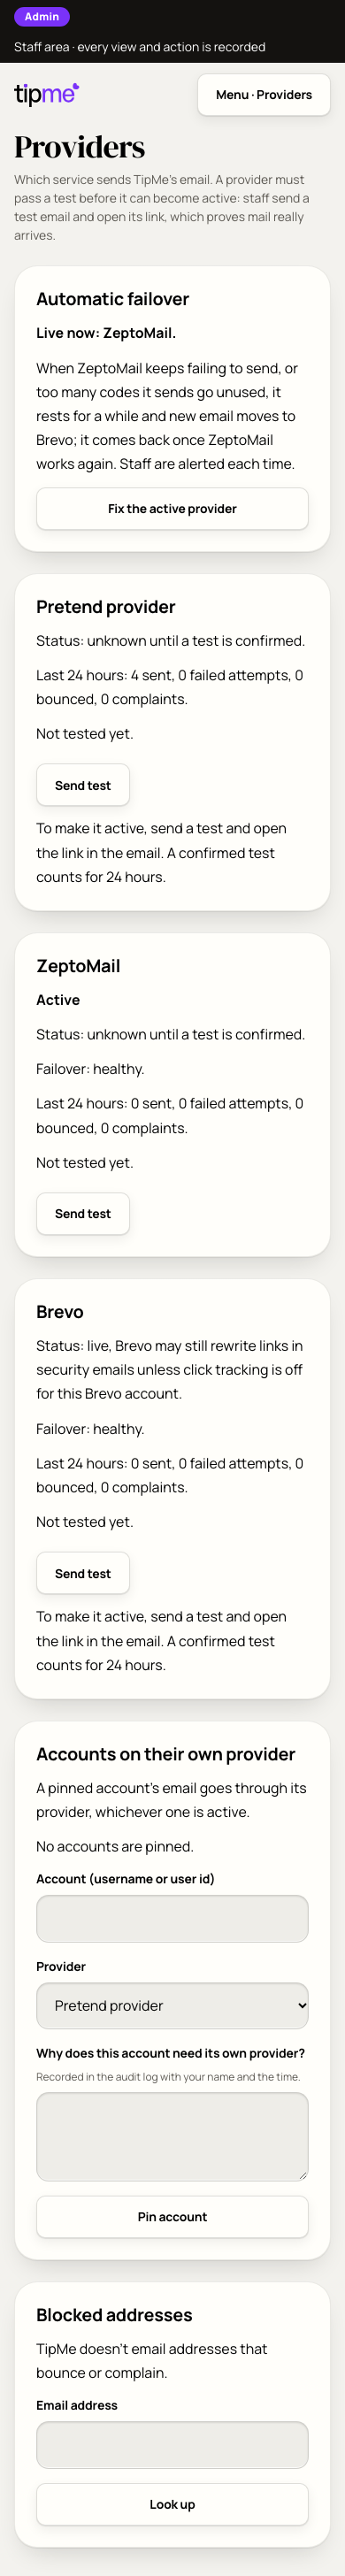 Admin
Staff area · every view and action is recorded
tipme
Menu · Providers
Providers
Which service sends TipMe’s email. A provider must
pass a test before it can become active: staff send a
test email and open its link, which proves mail really
arrives.
Automatic failover
Live now: ZeptoMail.
When ZeptoMail keeps failing to send, or
too many codes it sends go unused, it
rests for a while and new email moves to
Brevo; it comes back once ZeptoMail
works again. Staff are alerted each time.
Fix the active provider
Pretend provider
Status: unknown until a test is confirmed.
Last 24 hours: 4 sent, 0 failed attempts, 0
bounced, 0 complaints.
Not tested yet.
Send test
To make it active, send a test and open
the link in the email. A confirmed test
counts for 24 hours.
ZeptoMail
Active
Status: unknown until a test is confirmed.
Failover: healthy.
Last 24 hours: 0 sent, 0 failed attempts, 0
bounced, 0 complaints.
Not tested yet.
Send test
Brevo
Status: live, Brevo may still rewrite links in
security emails unless click tracking is off
for this Brevo account.
Failover: healthy.
Last 24 hours: 0 sent, 0 failed attempts, 0
bounced, 0 complaints.
Not tested yet.
Send test
To make it active, send a test and open
the link in the email. A confirmed test
counts for 24 hours.
Accounts on their own provider
A pinned account’s email goes through its
provider, whichever one is active.
No accounts are pinned.
Account (username or user id)
Provider
Pretend provider
Why does this account need its own provider?
Recorded in the audit log with your name and the time.
Pin account
Blocked addresses
TipMe doesn’t email addresses that
bounce or complain.
Email address
Look up